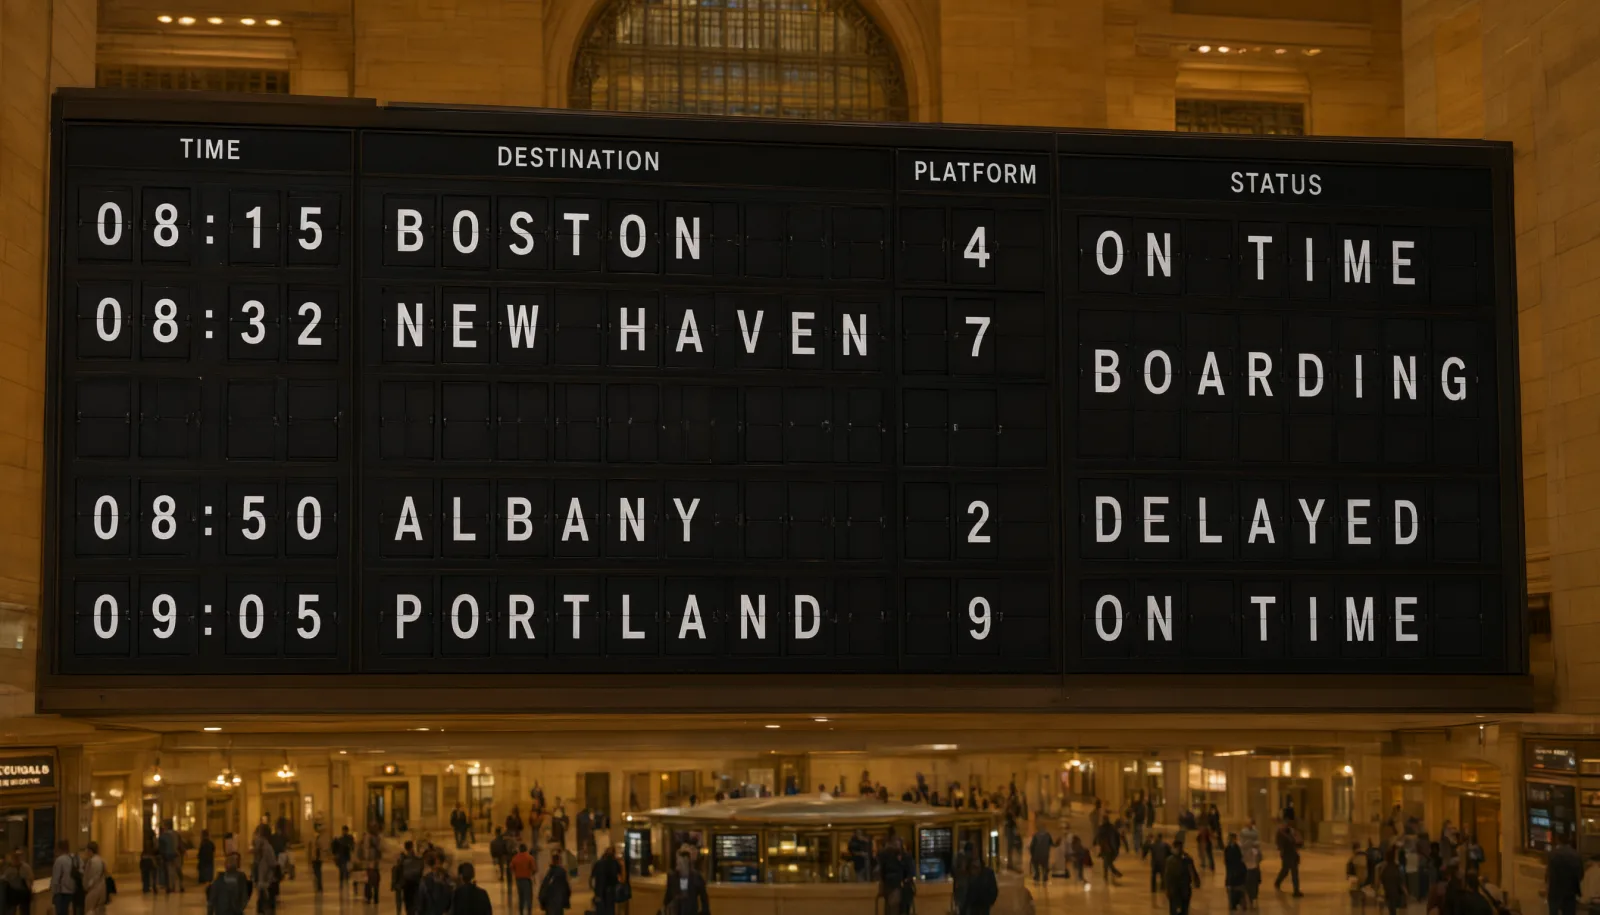 TIME DESTINATION PLATFORM STATUS
08:15 BOSTON 4 ON TIME
08:32 NEW HAVEN 7 BOARDING
08:50 ALBANY 2 DELAYED
09:05 PORTLAND 9 ON TIME